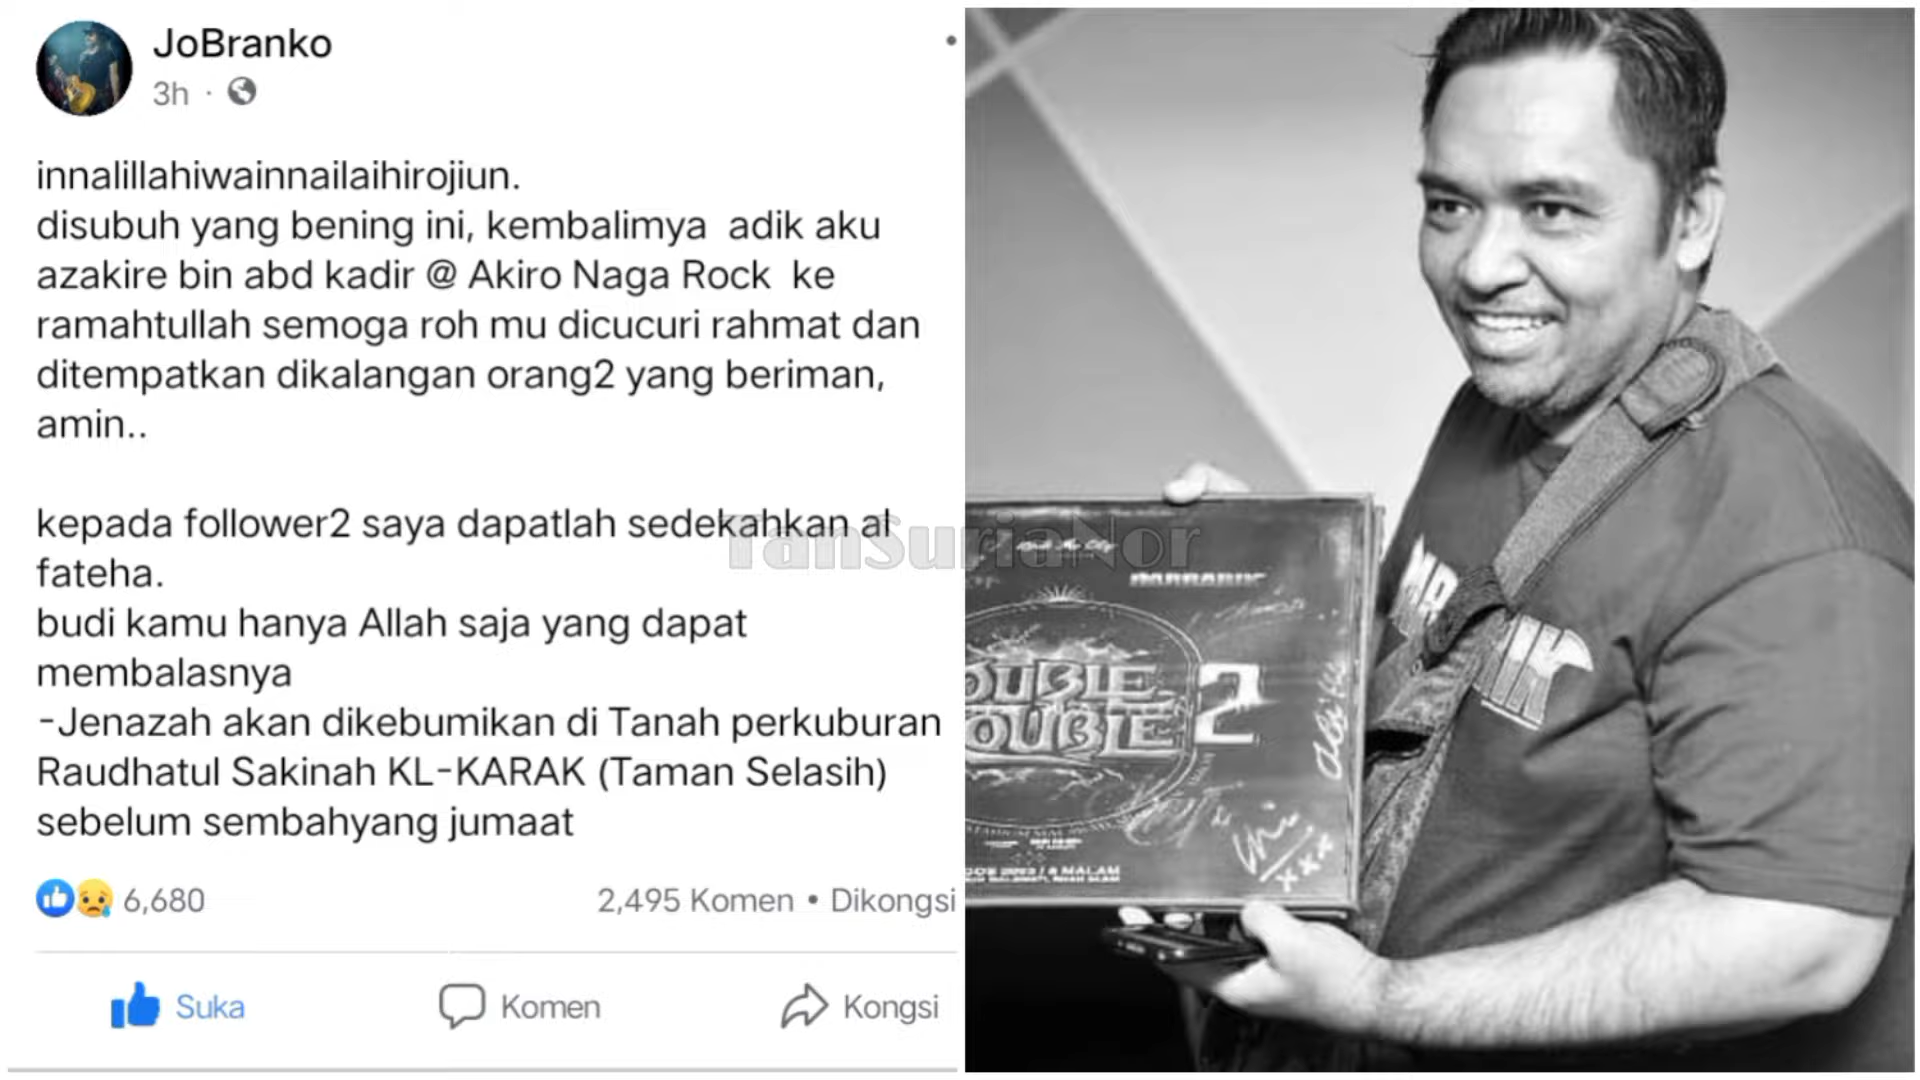 JoBranko
3h ·
innalillahiwainnailaihirojiun.
disubuh yang bening ini, kembalimya adik aku
azakire bin abd kadir @ Akiro Naga Rock ke
ramahtullah semoga roh mu dicucuri rahmat dan
ditempatkan dikalangan orang2 yang beriman,
amin..
kepada follower2 saya dapatlah sedekahkan al
fateha.
budi kamu hanya Allah saja yang dapat
membalasnya
-Jenazah akan dikebumikan di Tanah perkuburan
Raudhatul Sakinah KL-KARAK (Taman Selasih)
sebelum sembahyang jumaat
6,680
2,495 Komen • Dikongsi
Suka
Komen
Kongsi
TanSuriaNor
OUBLE
OUBLE 2